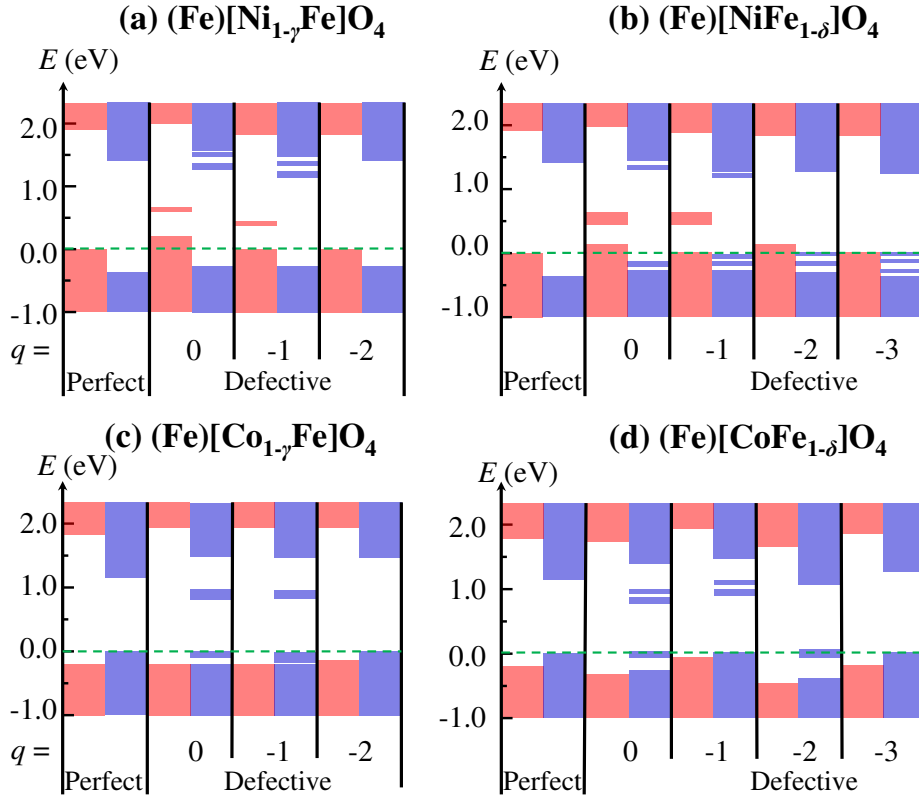 (a) (Fe)[Ni₁₋γFe]O₄
E (eV)
2.0
1.0
0.0
-1.0
q = 0 -1 -2
Perfect Defective
(b) (Fe)[NiFe₁₋δ]O₄
E (eV)
2.0
1.0
0.0
-1.0
0 -1 -2 -3
Perfect Defective
(c) (Fe)[Co₁₋γFe]O₄
E (eV)
2.0
1.0
0.0
-1.0
q = 0 -1 -2
Perfect Defective
(d) (Fe)[CoFe₁₋δ]O₄
E (eV)
2.0
1.0
0.0
-1.0
0 -1 -2 -3
Perfect Defective